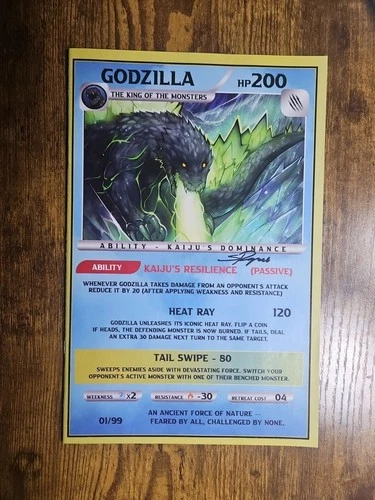 GODZILLA HP200
THE KING OF THE MONSTERS
ABILITY - KAIJU'S DOMINANCE
ABILITY KAIJU'S RESILIENCE (PASSIVE)
WHENEVER GODZILLA TAKES DAMAGE FROM AN OPPONENT'S ATTACK
REDUCE IT BY 20 (AFTER APPLYING WEAKNESS AND RESISTANCE)
HEAT RAY 120
GODZILLA UNLEASHES ITS ICONIC HEAT RAY. FLIP A COIN
IF HEADS, THE DEFENDING MONSTER IS NOW BURNED. IF TAILS, DEAL
AN EXTRA 30 DAMAGE NEXT TURN TO THE SAME TARGET.
TAIL SWIPE - 80
SWEEPS ENEMIES ASIDE WITH DEVASTATING FORCE. SWITCH YOUR
OPPONENT'S ACTIVE MONSTER WITH ONE OF THEIR BENCHED MONSTER.
WEAKNESS X2 RESISTANCE -30 RETREAT COST 04
01/99
AN ANCIENT FORCE OF NATURE —
FEARED BY ALL, CHALLENGED BY NONE.